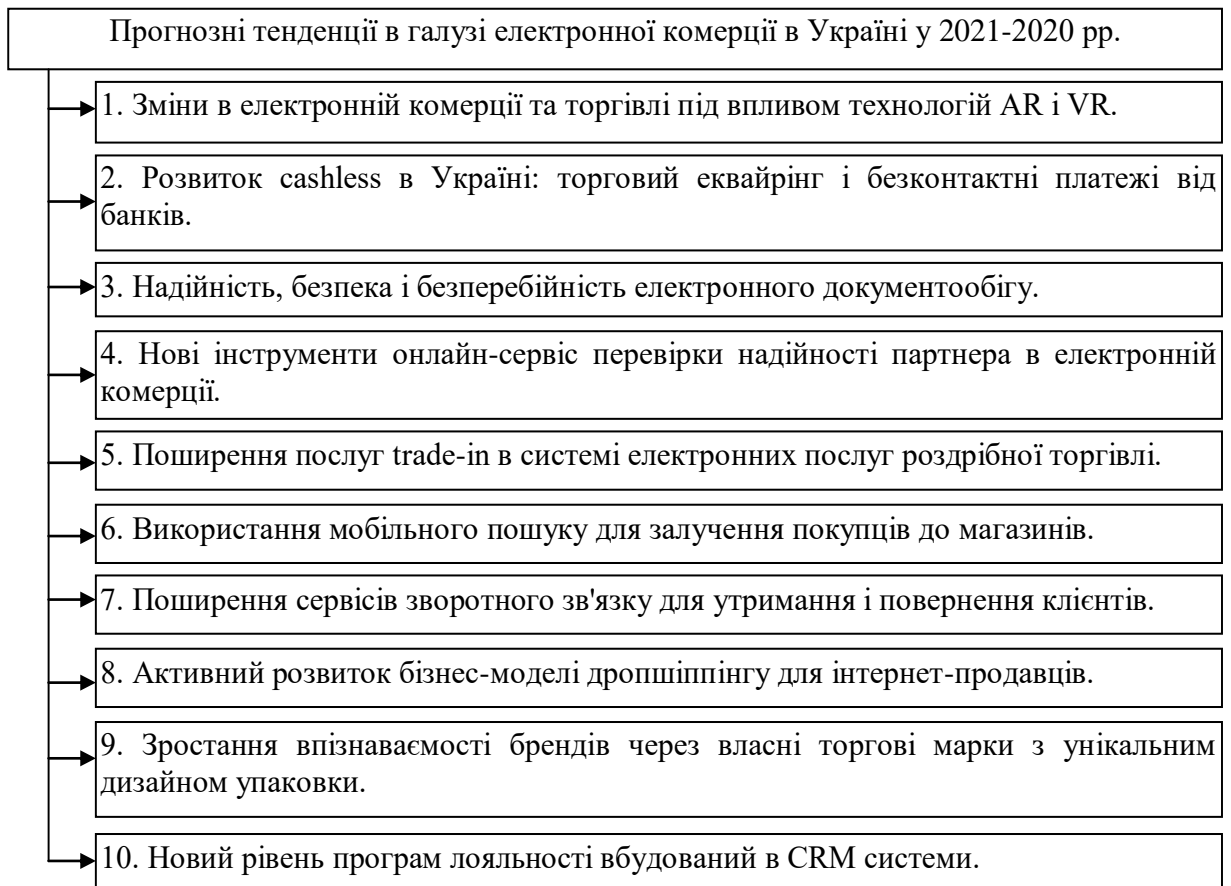 Прогнозні тенденції в галузі електронної комерції в Україні у 2021-2020 рр.
1. Зміни в електронній комерції та торгівлі під впливом технологій AR і VR.
2. Розвиток cashless в Україні: торговий еквайрінг і безконтактні платежі від
банків.
3. Надійність, безпека і безперебійність електронного документообігу.
4. Нові інструменти онлайн-сервіс перевірки надійності партнера в електронній
комерції.
5. Поширення послуг trade-in в системі електронних послуг роздрібної торгівлі.
6. Використання мобільного пошуку для залучення покупців до магазинів.
7. Поширення сервісів зворотного зв'язку для утримання і повернення клієнтів.
8. Активний розвиток бізнес-моделі дропшіппінгу для інтернет-продавців.
9. Зростання впізнаваємості брендів через власні торгові марки з унікальним
дизайном упаковки.
10. Новий рівень програм лояльності вбудований в CRM системи.